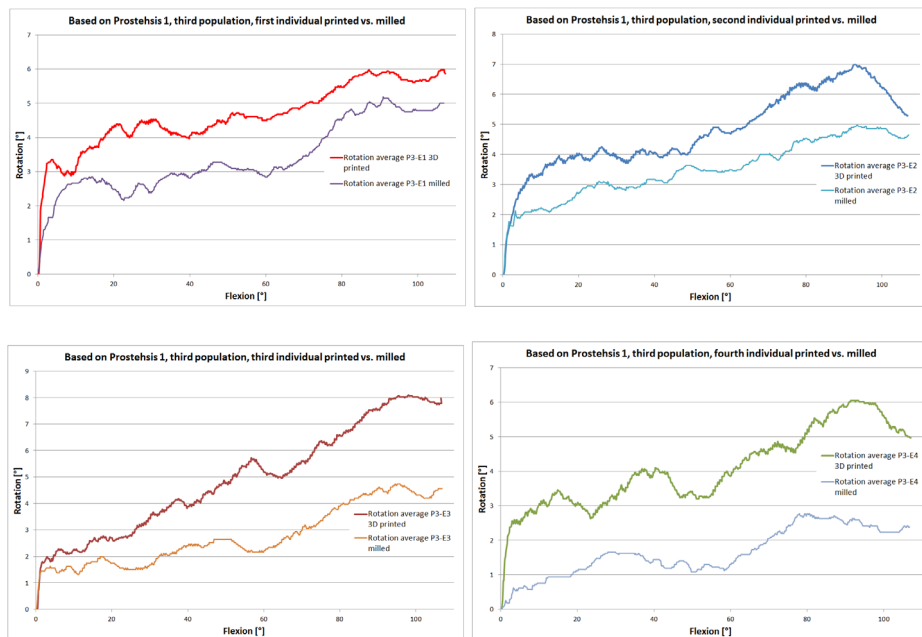 Based on Prostehsis 1, third population, first individual printed vs. milled
7
6
5
4
3
2
1
0
Rotation [°]
Rotation average P3-E1 3D
printed
Rotation average P3-E1 milled
0 20 40 60 80 100
Flexion [°]
Based on Prostehsis 1, third population, second individual printed vs. milled
8
7
6
5
4
3
2
1
0
Rotation [°]
Rotation average P3-E2
3D printed
Rotation average P3-E2
milled
0 20 40 60 80 100
Flexion [°]
Based on Prostehsis 1, third population, third individual printed vs. milled
9
8
7
6
5
4
3
2
1
0
Rotation [°]
Rotation average P3-E3
3D printed
Rotation average P3-E3
milled
0 20 40 60 80 100
Flexion [°]
Based on Prostehsis 1, third population, fourth individual printed vs. milled
7
6
5
4
3
2
1
0
Rotation [°]
Rotation average P3-E4
3D printed
Rotation average P3-E4
milled
0 20 40 60 80 100
Flexion [°]